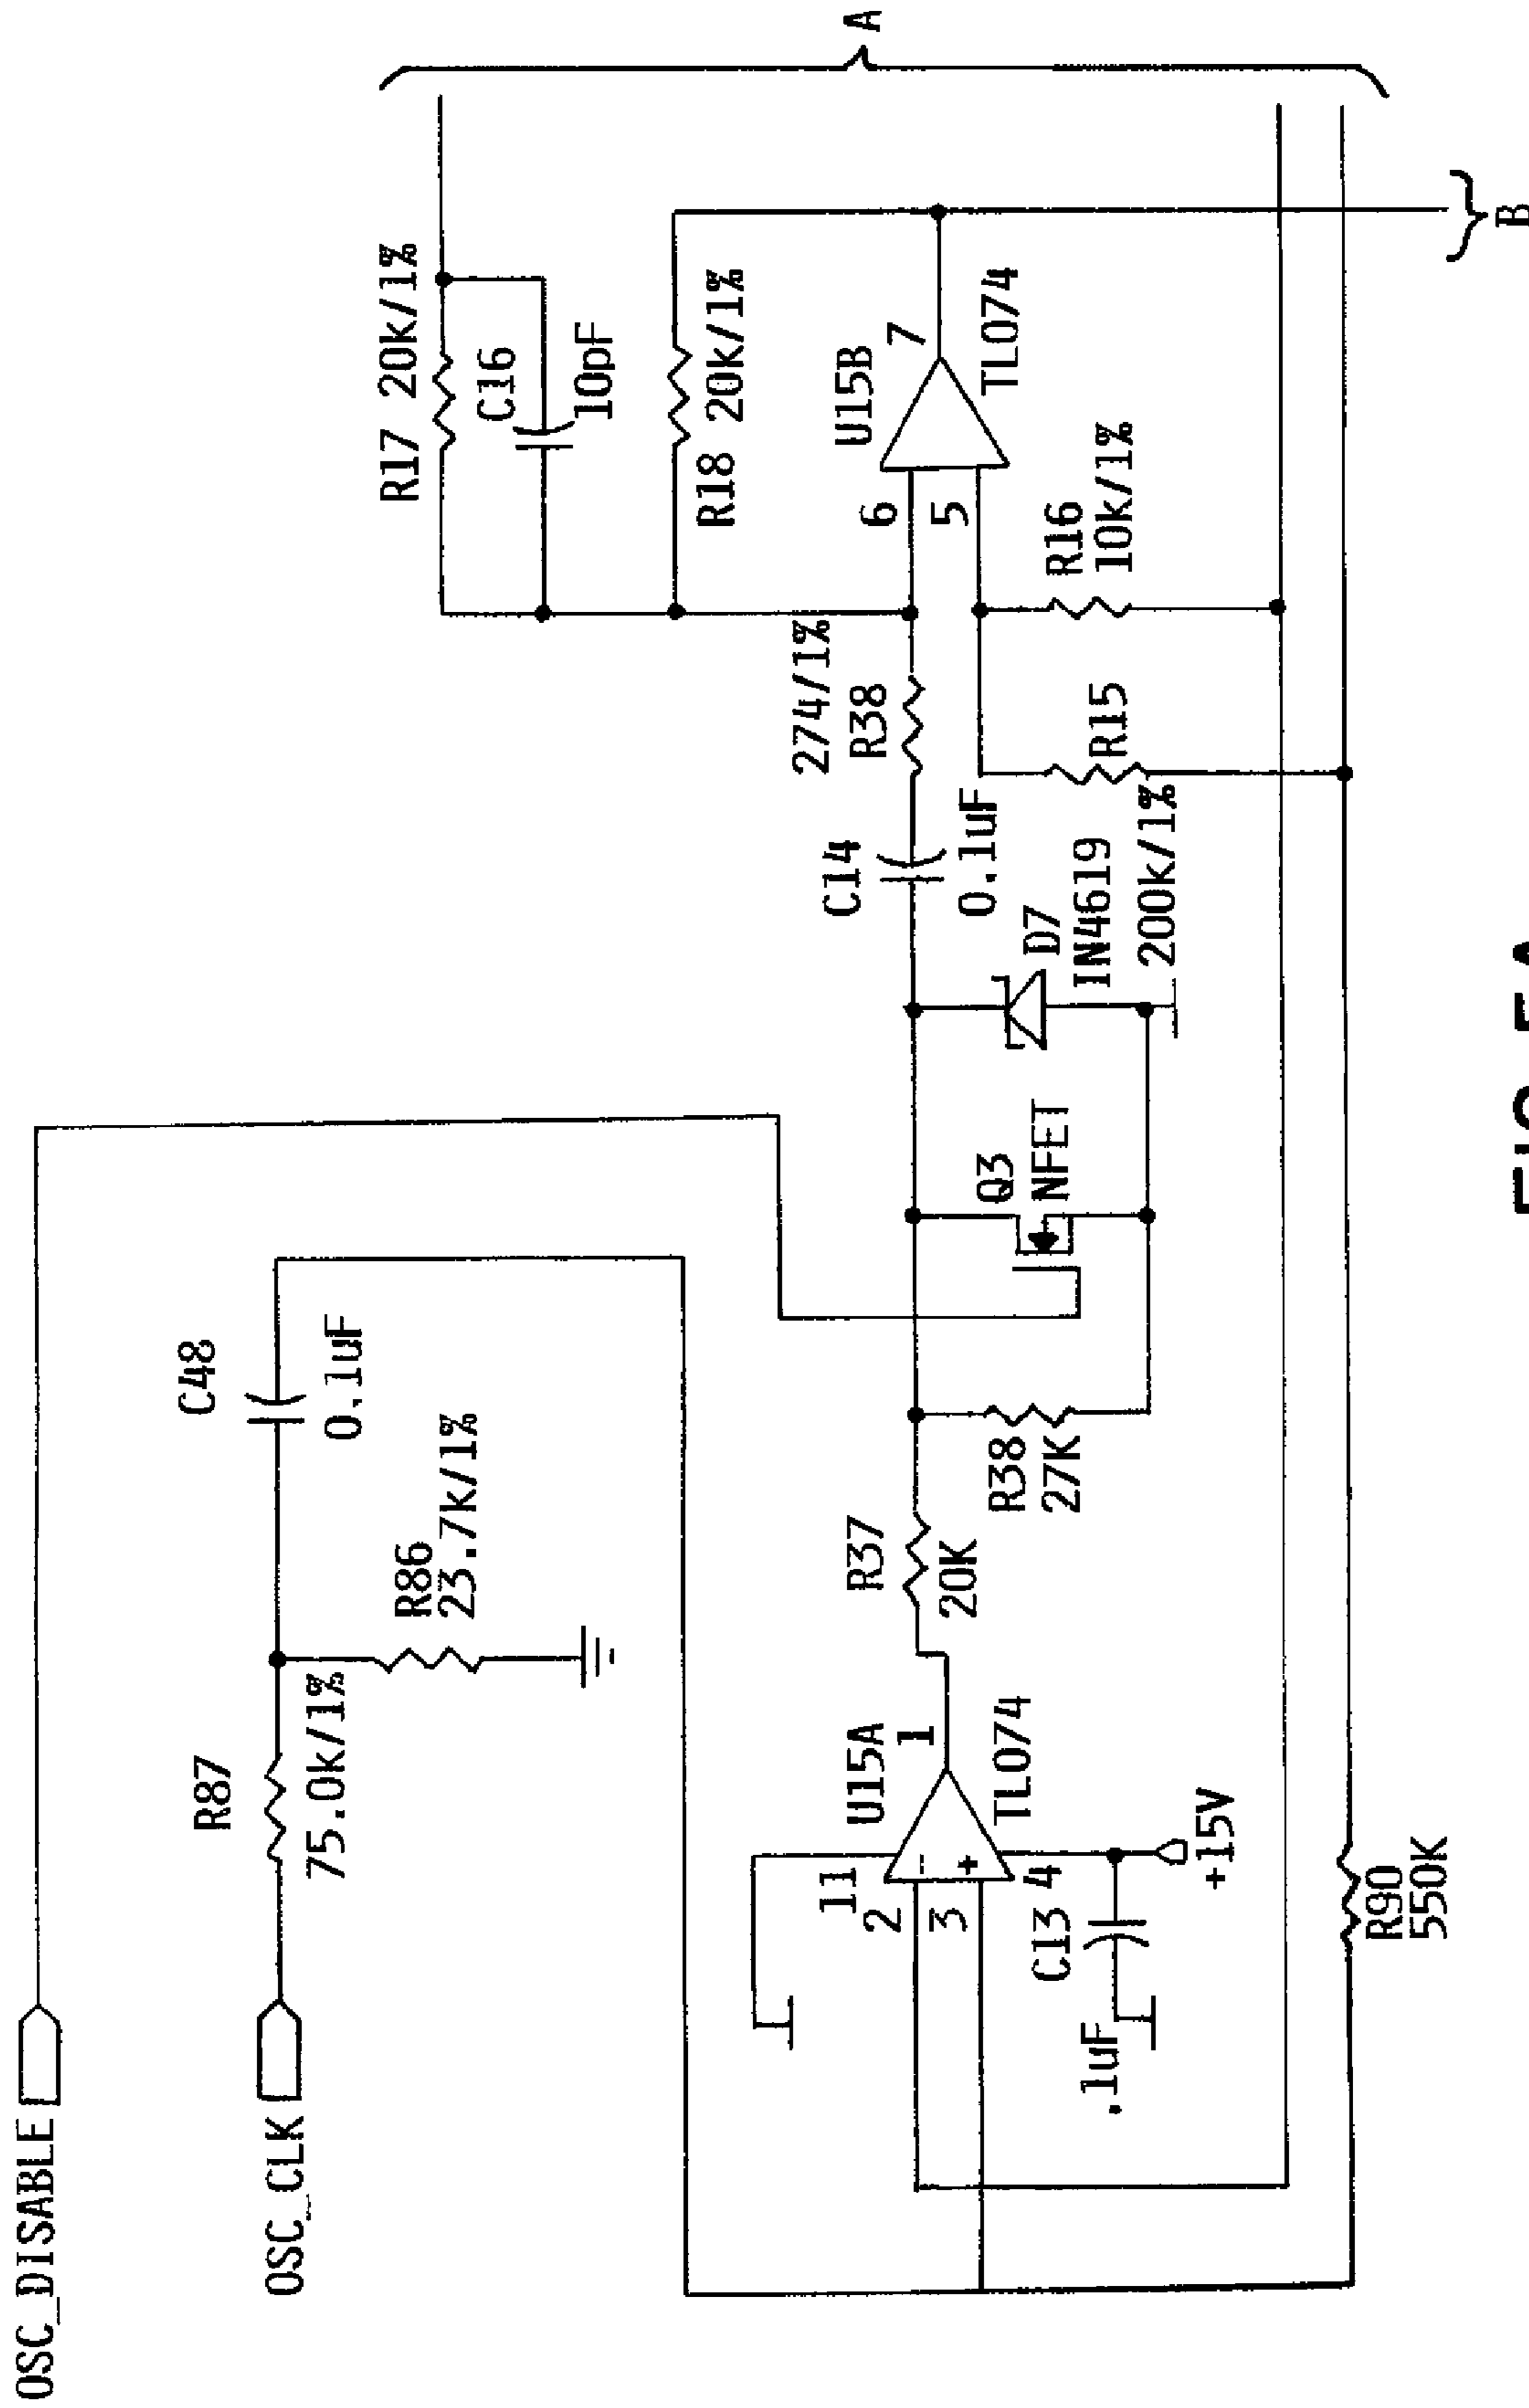 OSC_DISABLE
OSC_CLK
R87
75.0k/1%
R86
23.7k/1%
C48
0.1uF
R17 20k/1%
C16
10pF
R18 20k/1%
A
U15A
11
2
3
4
1
TL074
C13
.1uF
+15V
R37
20K
R38
27K
Q3
NFET
D7
IN4619
C14
0.1uF
274/1%
R38
R15
200k/1%
R16
10k/1%
U15B
6
5
7
TL074
R90
550K
B